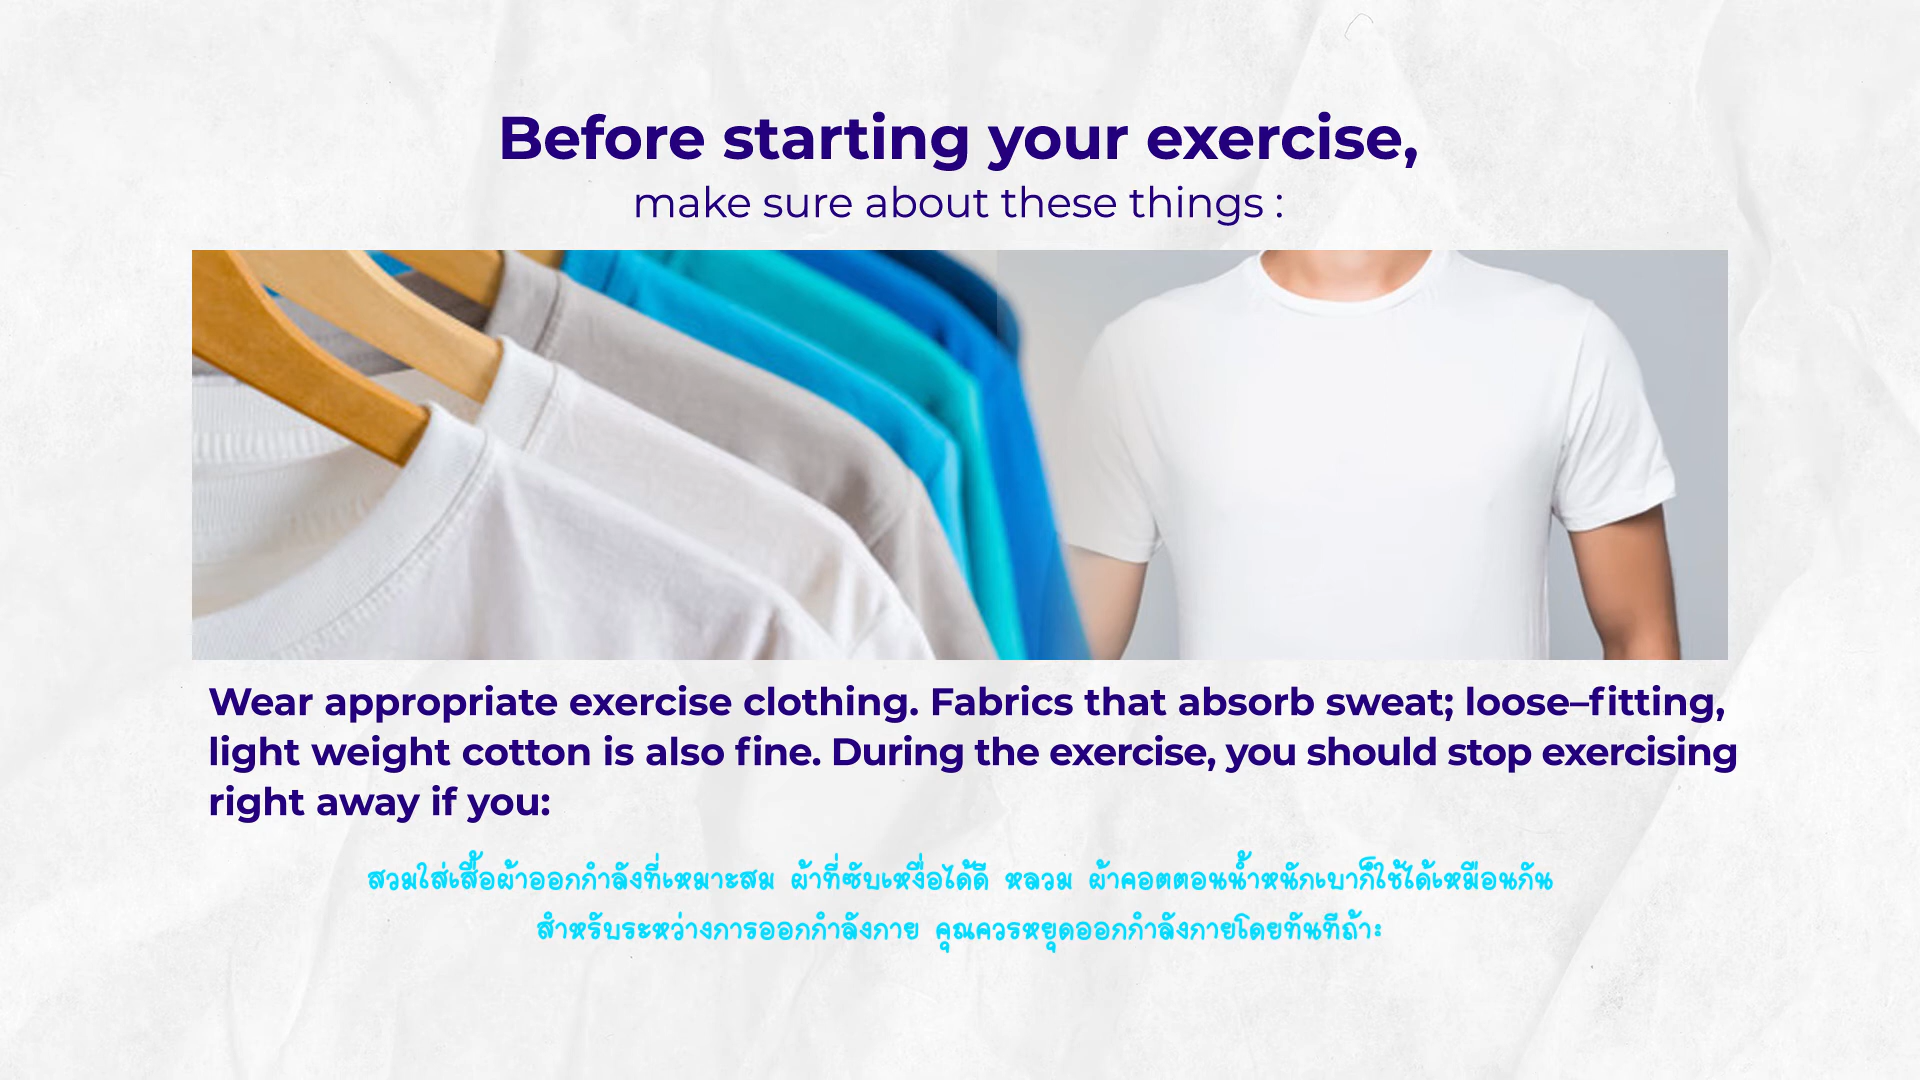 Before starting your exercise,
make sure about these things :
Wear appropriate exercise clothing. Fabrics that absorb sweat; loose–fitting,
light weight cotton is also fine. During the exercise, you should stop exercising
right away if you:
สวมใส่เสื้อผ้าออกกำลังที่เหมาะสม ผ้าที่ซับเหงื่อได้ดี หลวม ผ้าคอตตอนน้ำหนักเบาก็ใช้ได้เหมือนกัน
สำหรับระหว่างการออกกำลังกาย คุณควรหยุดออกกำลังกายโดยทันทีถ้า: